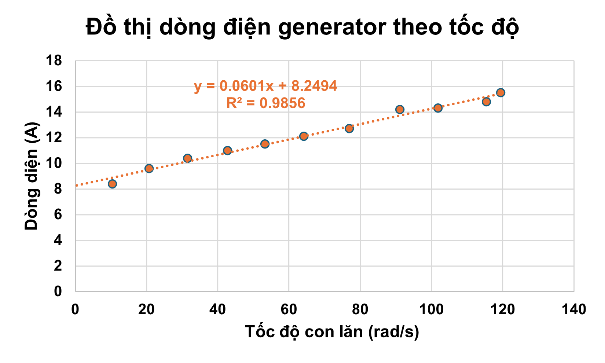 Đồ thị dòng điện generator theo tốc độ
y = 0.0601x + 8.2494
R² = 0.9856
Dòng điện (A)
18
16
14
12
10
8
6
4
2
0
0 20 40 60 80 100 120 140
Tốc độ con lăn (rad/s)